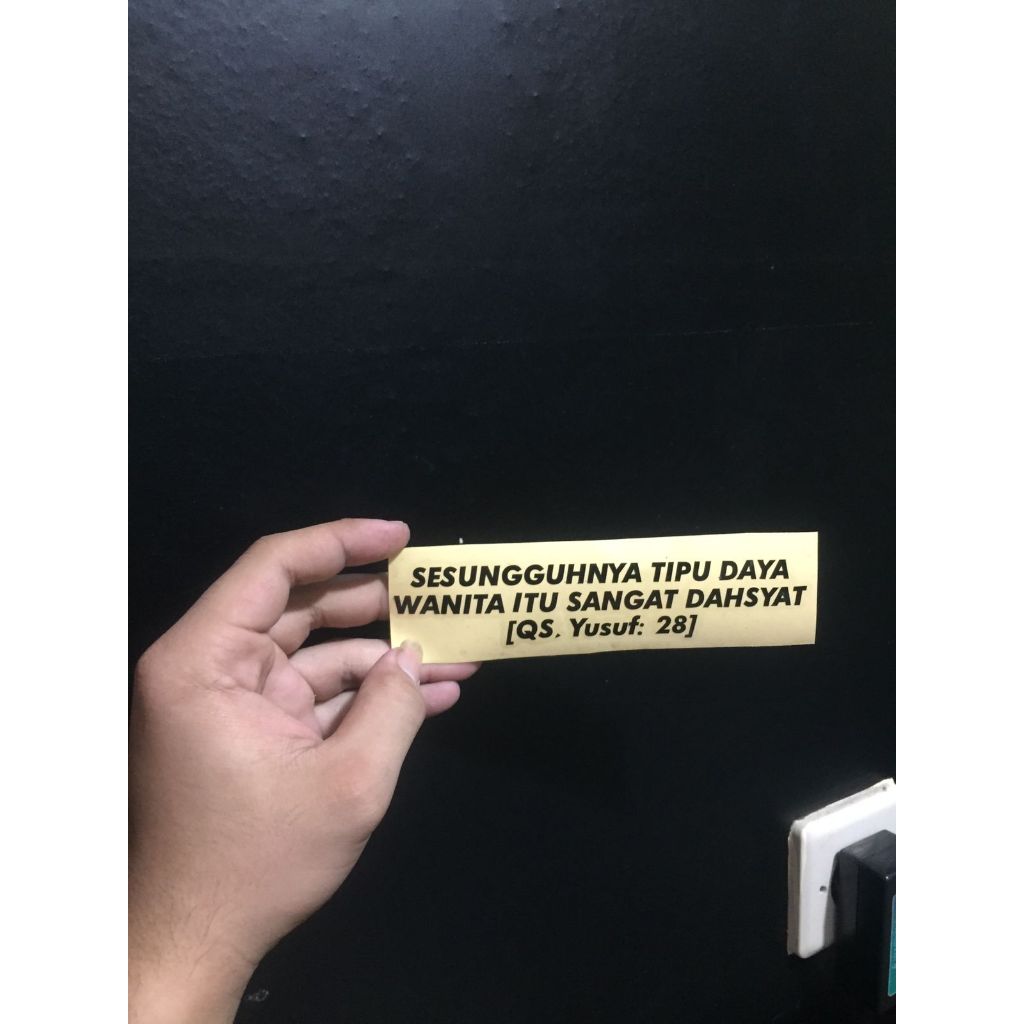 SESUNGGUHNYA TIPU DAYA
WANITA ITU SANGAT DAHSYAT
[QS. Yusuf: 28]